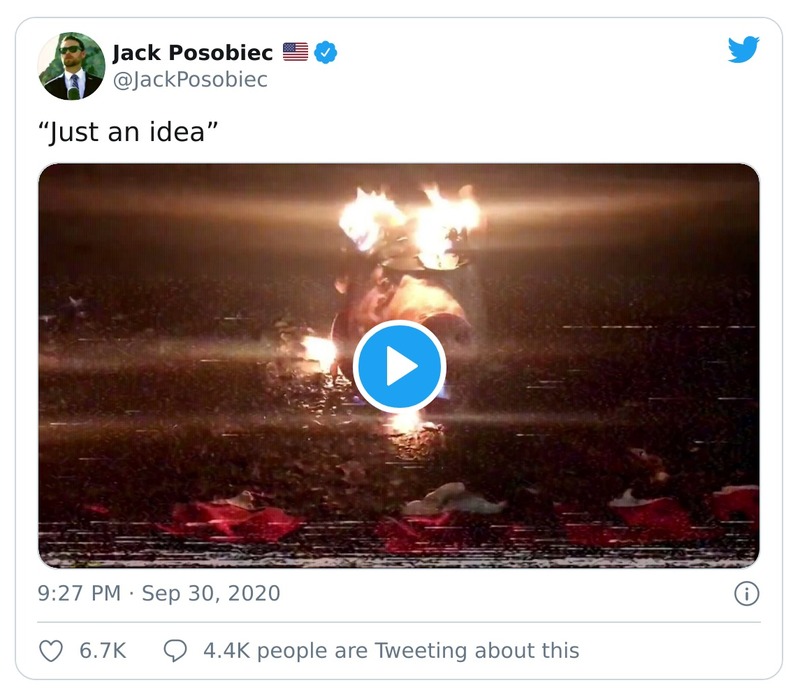 Jack Posobiec
@JackPosobiec
“Just an idea”
9:27 PM · Sep 30, 2020
6.7K 4.4K people are Tweeting about this